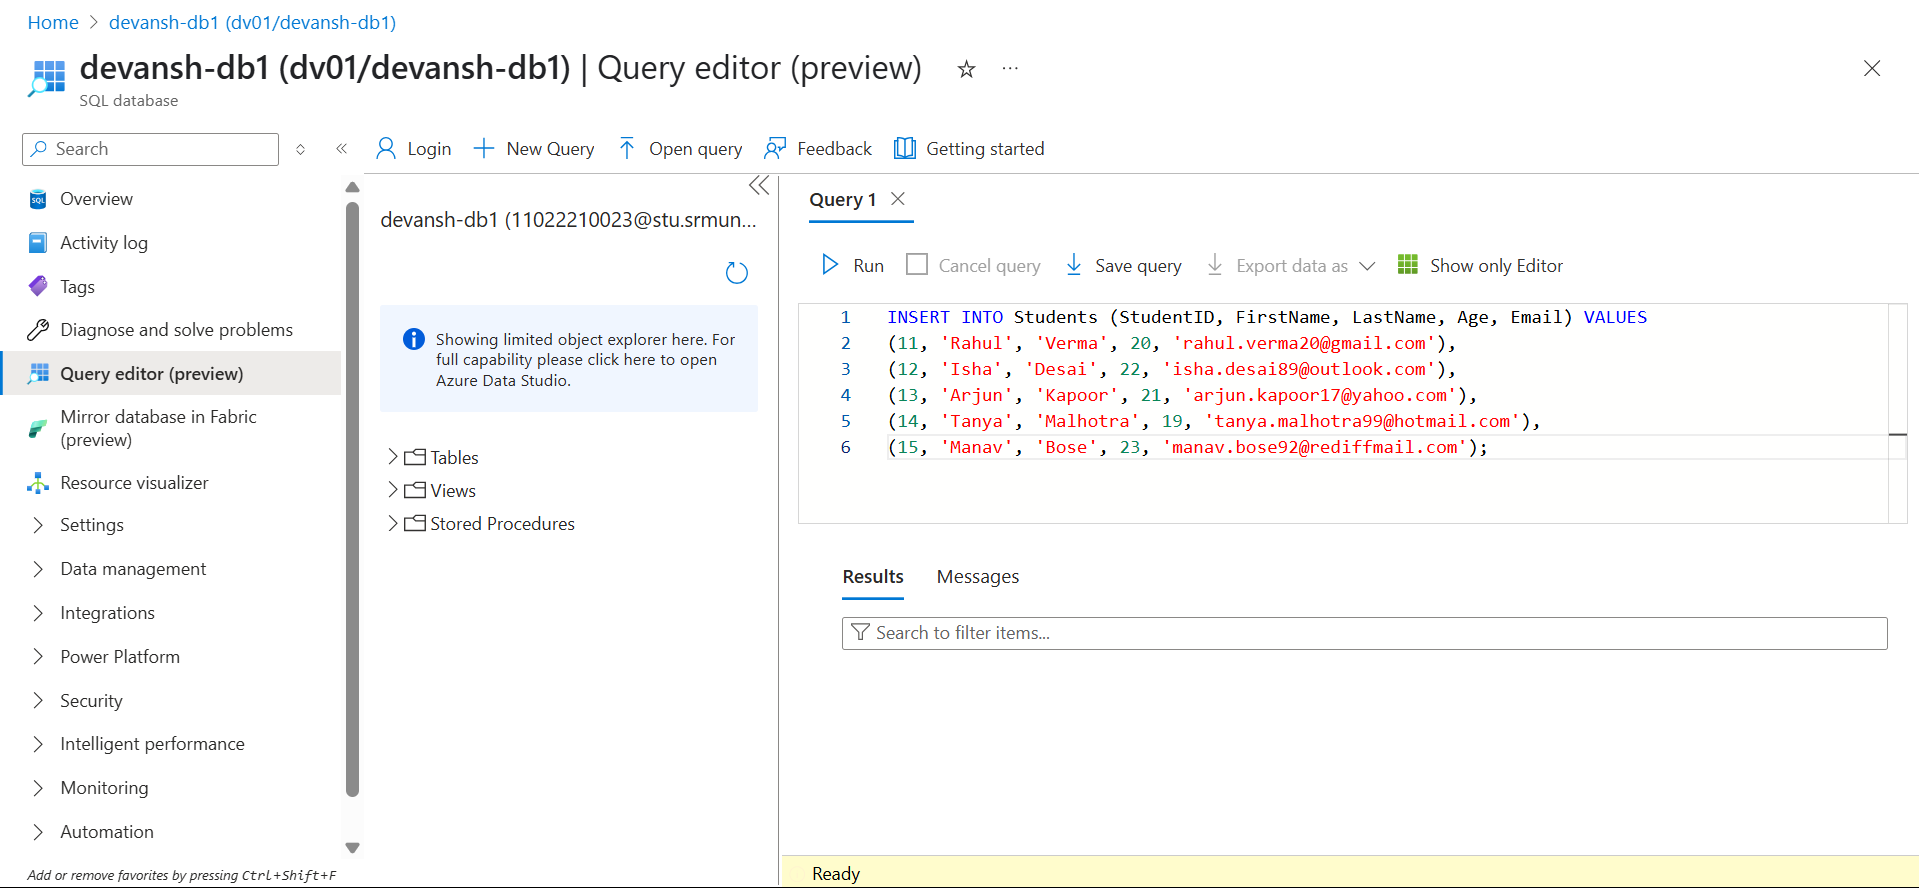 Home > devansh-db1 (dv01/devansh-db1)
devansh-db1 (dv01/devansh-db1) | Query editor (preview) ☆ ...
SQL database
Search
Login
New Query
Open query
Feedback
Getting started
SQL
Overview
Activity log
Tags
Diagnose and solve problems
Query editor (preview)
Mirror database in Fabric
(preview)
Resource visualizer
Settings
Data management
Integrations
Power Platform
Security
Intelligent performance
Monitoring
Automation
Add or remove favorites by pressing Ctrl+Shift+F
devansh-db1 (11022210023@stu.srmun...
Showing limited object explorer here. For
full capability please click here to open
Azure Data Studio.
Tables
Views
Stored Procedures
Query 1
Run
Cancel query
Save query
Export data as
Show only Editor
1 INSERT INTO Students (StudentID, FirstName, LastName, Age, Email) VALUES
2 (11, 'Rahul', 'Verma', 20, 'rahul.verma20@gmail.com'),
3 (12, 'Isha', 'Desai', 22, 'isha.desai89@outlook.com'),
4 (13, 'Arjun', 'Kapoor', 21, 'arjun.kapoor17@yahoo.com'),
5 (14, 'Tanya', 'Malhotra', 19, 'tanya.malhotra99@hotmail.com'),
6 (15, 'Manav', 'Bose', 23, 'manav.bose92@rediffmail.com');
Results Messages
Search to filter items...
Ready